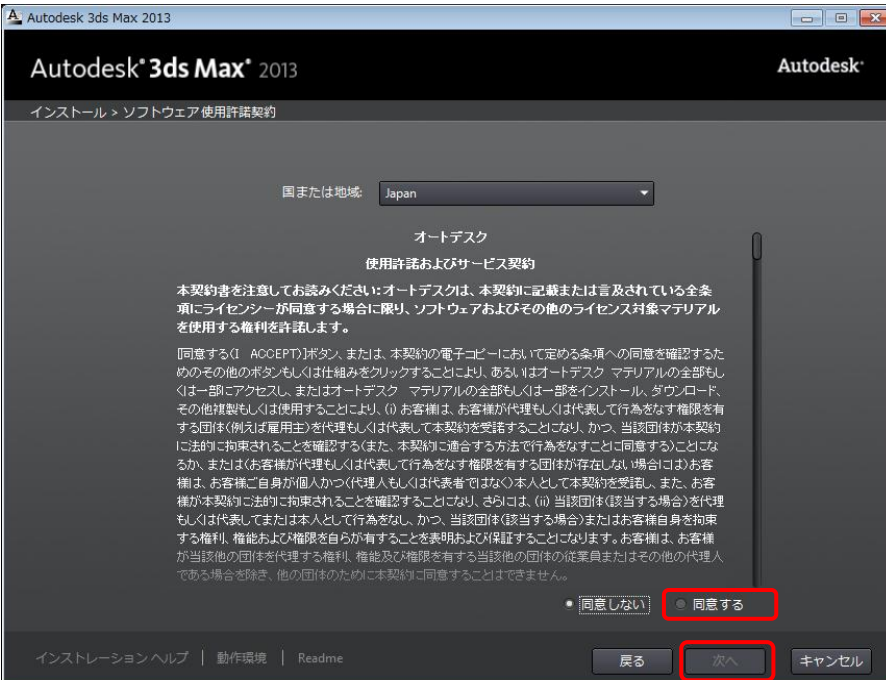 Autodesk 3ds Max 2013
Autodesk® 3ds Max® 2013
Autodesk®
インストール > ソフトウェア使用許諾契約
国または地域: Japan
オートデスク
使用許諾およびサービス契約
本契約書を注意してお読みください: オートデスクは、本契約に記載または言及されている全条
項にライセンシーが同意する場合に限り、ソフトウェアおよびその他のライセンス対象マテリアル
を使用する権利を許諾します。
[同意する(I ACCEPT)]ボタン、または、本契約の電子コピーにおいて定める条項への同意を確認するた
めのその他のボタンもしくは仕組みをクリックすることにより、あるいはオートデスク マテリアルの全部もし
くは一部にアクセスし、またはオートデスク マテリアルの全部もしくは一部をインストール、ダウンロード、
その他複製もしくは使用することにより、(i) お客様は、お客様が代理もしくは代表して行為をなす権限を有
する団体(例えば雇用主)を代理もしくは代表して本契約を受諾することになり、かつ、当該団体が本契約
に法的に拘束されることを確認する(また、本契約に適合する方法で行為をなすことに同意する)ことにな
るか、または(お客様が代理もしくは代表して行為をなす権限を有する団体が存在しない場合には)お客
様は、お客様ご自身が個人かつ(代理人もしくは代表者ではなく)本人として本契約を受諾し、また、お客
様が本契約に法的に拘束されることを確認することになり、さらには、(ii) 当該団体(該当する場合)を代理
もしくは代表してまたは本人として行為をなし、かつ、当該団体(該当する場合)またはお客様自身を拘束
する権利、権能および権限を自らが有することを表明および保証することになります。お客様は、お客様
が当該他の団体を代理する権利、権能及び権限を有する当該他の団体の従業員またはその他の代理人
である場合を除き、他の団体のために本契約に同意することはできません。
同意しない 同意する
インストレーション ヘルプ | 動作環境 | Readme 戻る 次へ キャンセル